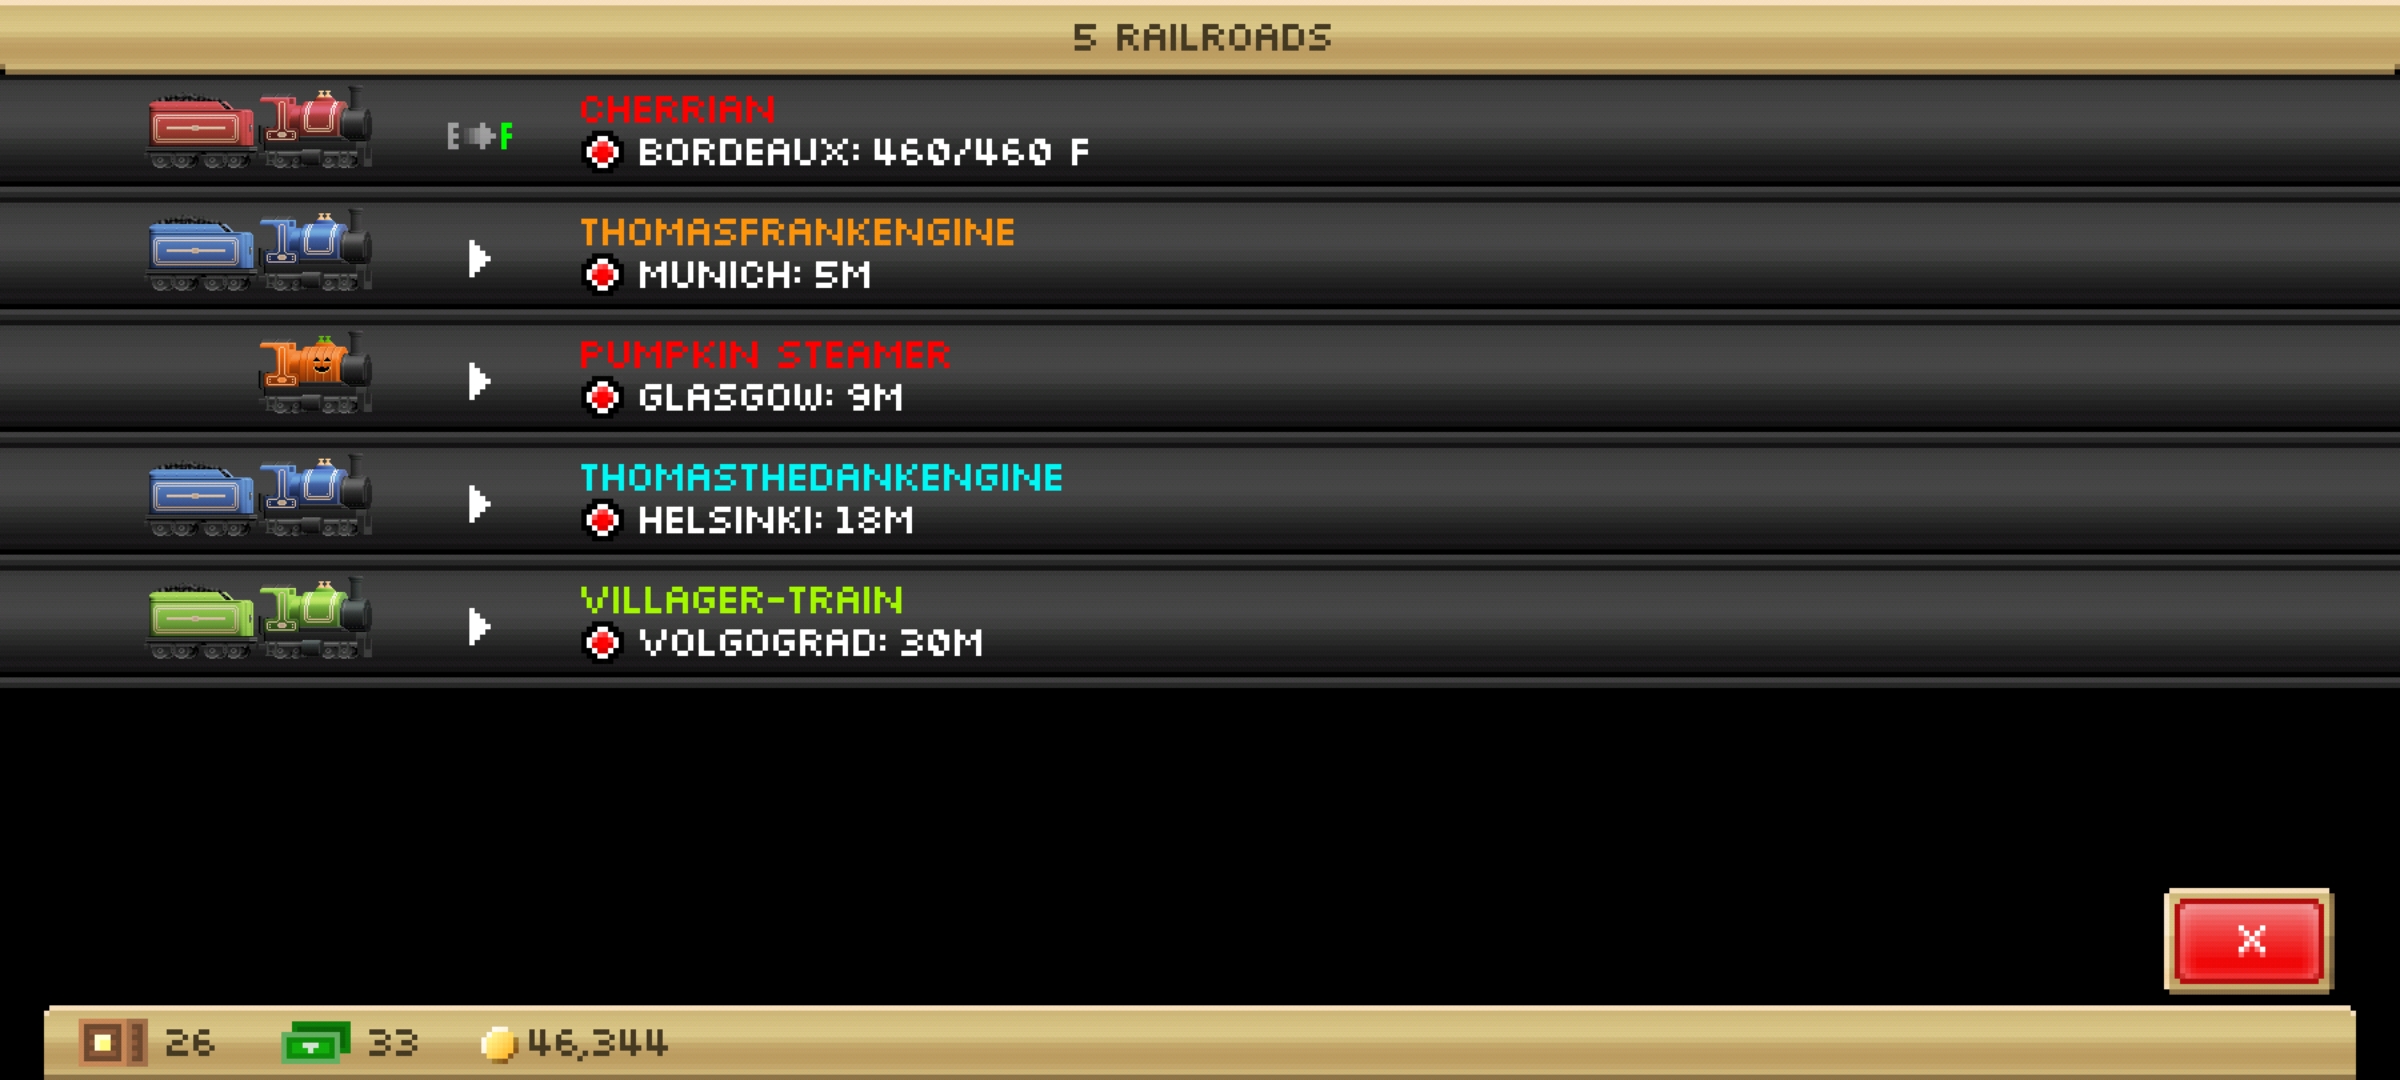 5 RAILROADS
CHERRIAN
E F
BORDEAUX: 460/460 F
THOMASFRANKENGINE
MUNICH: 5M
PUMPKIN STEAMER
GLASGOW: 9M
THOMASTHEDANKENGINE
HELSINKI: 18M
VILLAGER-TRAIN
VOLGOGRAD: 30M
X
26 33 46,344